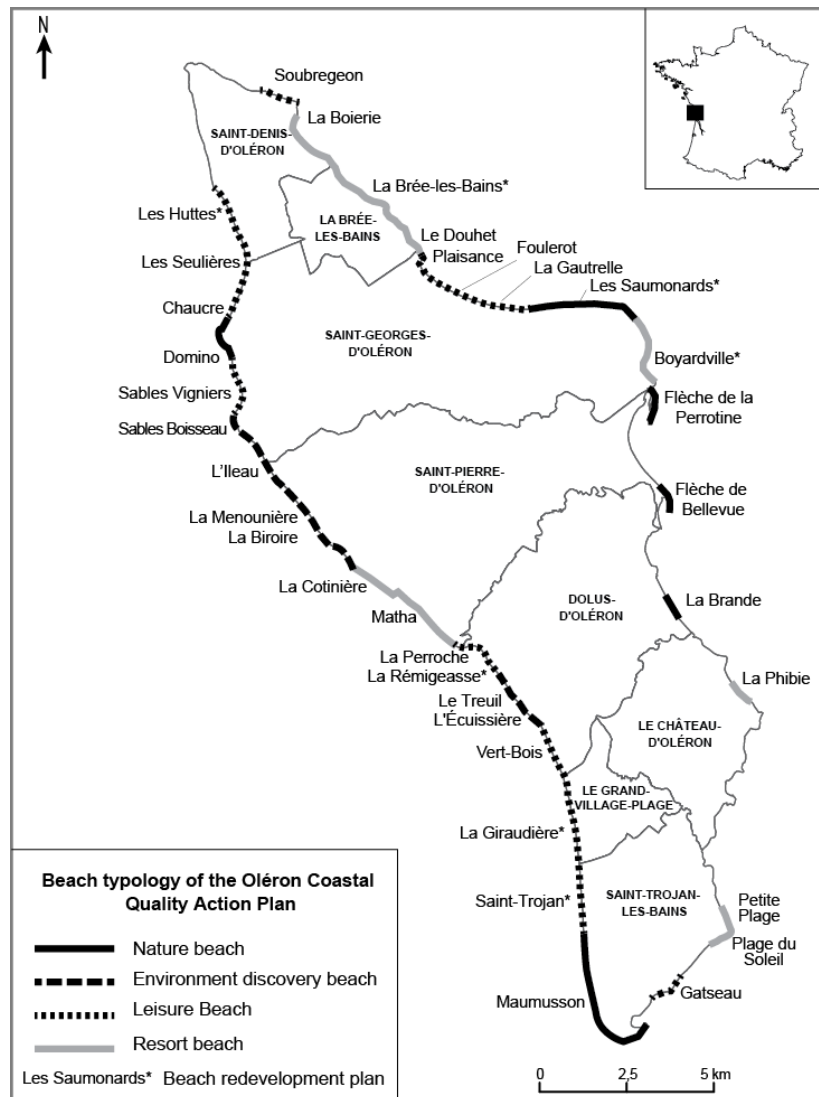 N
Soubregeon
La Boierie
SAINT-DENIS-
D'OLÉRON
La Brée-les-Bains*
Les Huttes*
LA BRÉE-
LES-BAINS
Le Douhet
Plaisance
Foulerot
La Gautrelle
Les Saumonards*
Les Seulières
Chaucre
SAINT-GEORGES-
D'OLÉRON
Domino
Boyardville*
Sables Vigniers
Flèche de la
Perrotine
Sables Boisseau
L'Ileau
SAINT-PIERRE-
D'OLÉRON
Flèche de
Bellevue
La Menounière
La Biroire
La Cotinière
DOLUS-
D'OLÉRON
La Brande
Matha
La Perroche
La Rémigeasse*
La Phibie
Le Treuil
L'Écuissière
LE CHÂTEAU-
D'OLÉRON
Vert-Bois
LE GRAND-
VILLAGE-PLAGE
La Giraudière*
Saint-Trojan*
SAINT-TROJAN-
LES-BAINS
Petite
Plage
Plage du
Soleil
Gatseau
Maumusson
Beach typology of the Oléron Coastal
Quality Action Plan
Nature beach
Environment discovery beach
Leisure Beach
Resort beach
Les Saumonards* Beach redevelopment plan
0 2,5 5 km